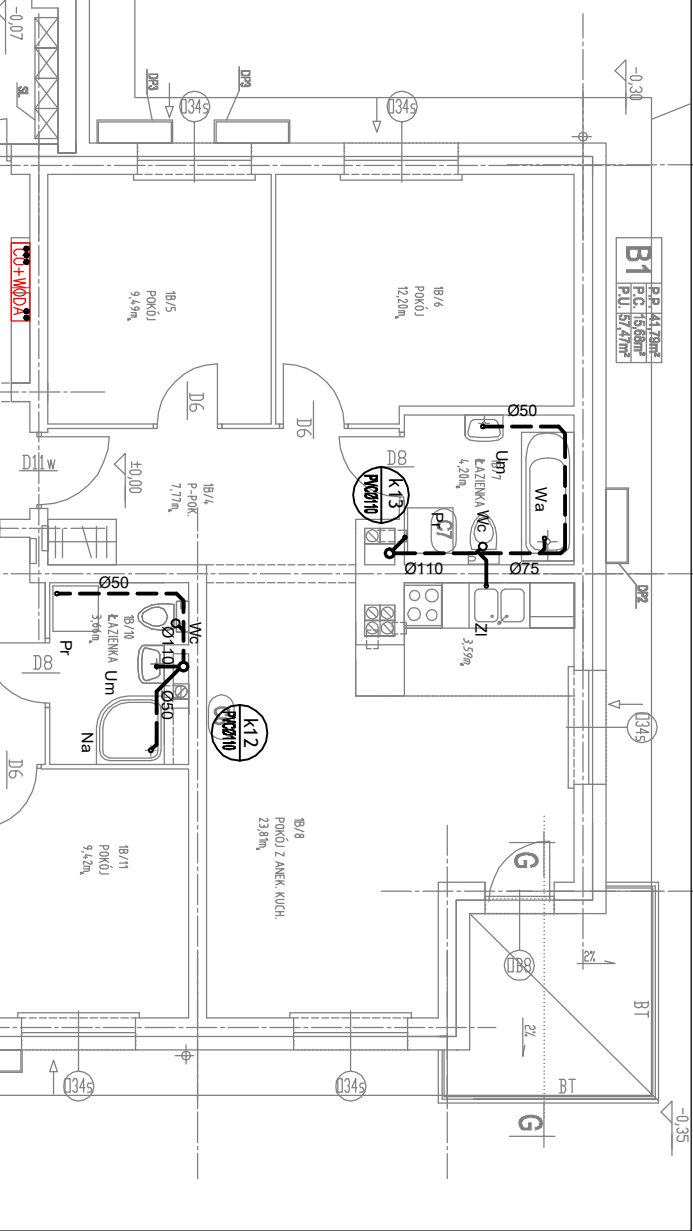 -0,07
SL
DP3
DP3
034s
034s
-0,30
B1
P.P. 41,79m²
P.C. 15,68m²
P.U. 57,47m²
CO+WODA
1B/5
POKÓJ
9,49m²
1B/6
POKÓJ
12,20m²
D6
D6
D8
D11w
±0,00
1B/4
P-POK.
7,77m²
k13
PVCØ110
Ø50
Um
1B/7
ŁAZIENKA
4,20m²
Wa
Wc
Pr
C7
Ø110
Ø75
DP2
Zl
3,59m²
Ø50
1B/10
ŁAZIENKA
3,66m²
Wc
Ø110
Pr
Um
Ø50
Na
D8
D6
k12
PVCØ110
034s
1B/8
POKÓJ Z ANEK. KUCH.
23,81m²
1B/11
POKÓJ
9,42m²
G
2%
2%
BT
BT
034s
034s
G
-0,35